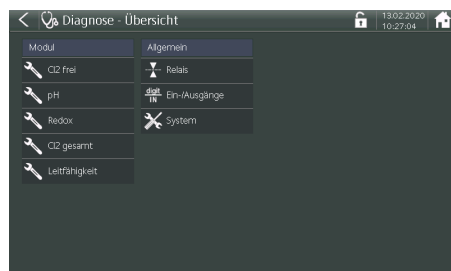 Diagnose - Übersicht
13.02.2020
10:27:04
Modul
Cl2 frei
pH
Redox
Cl2 gesamt
Leitfähigkeit
Allgemein
Relais
digit
IN
Ein-/Ausgänge
System